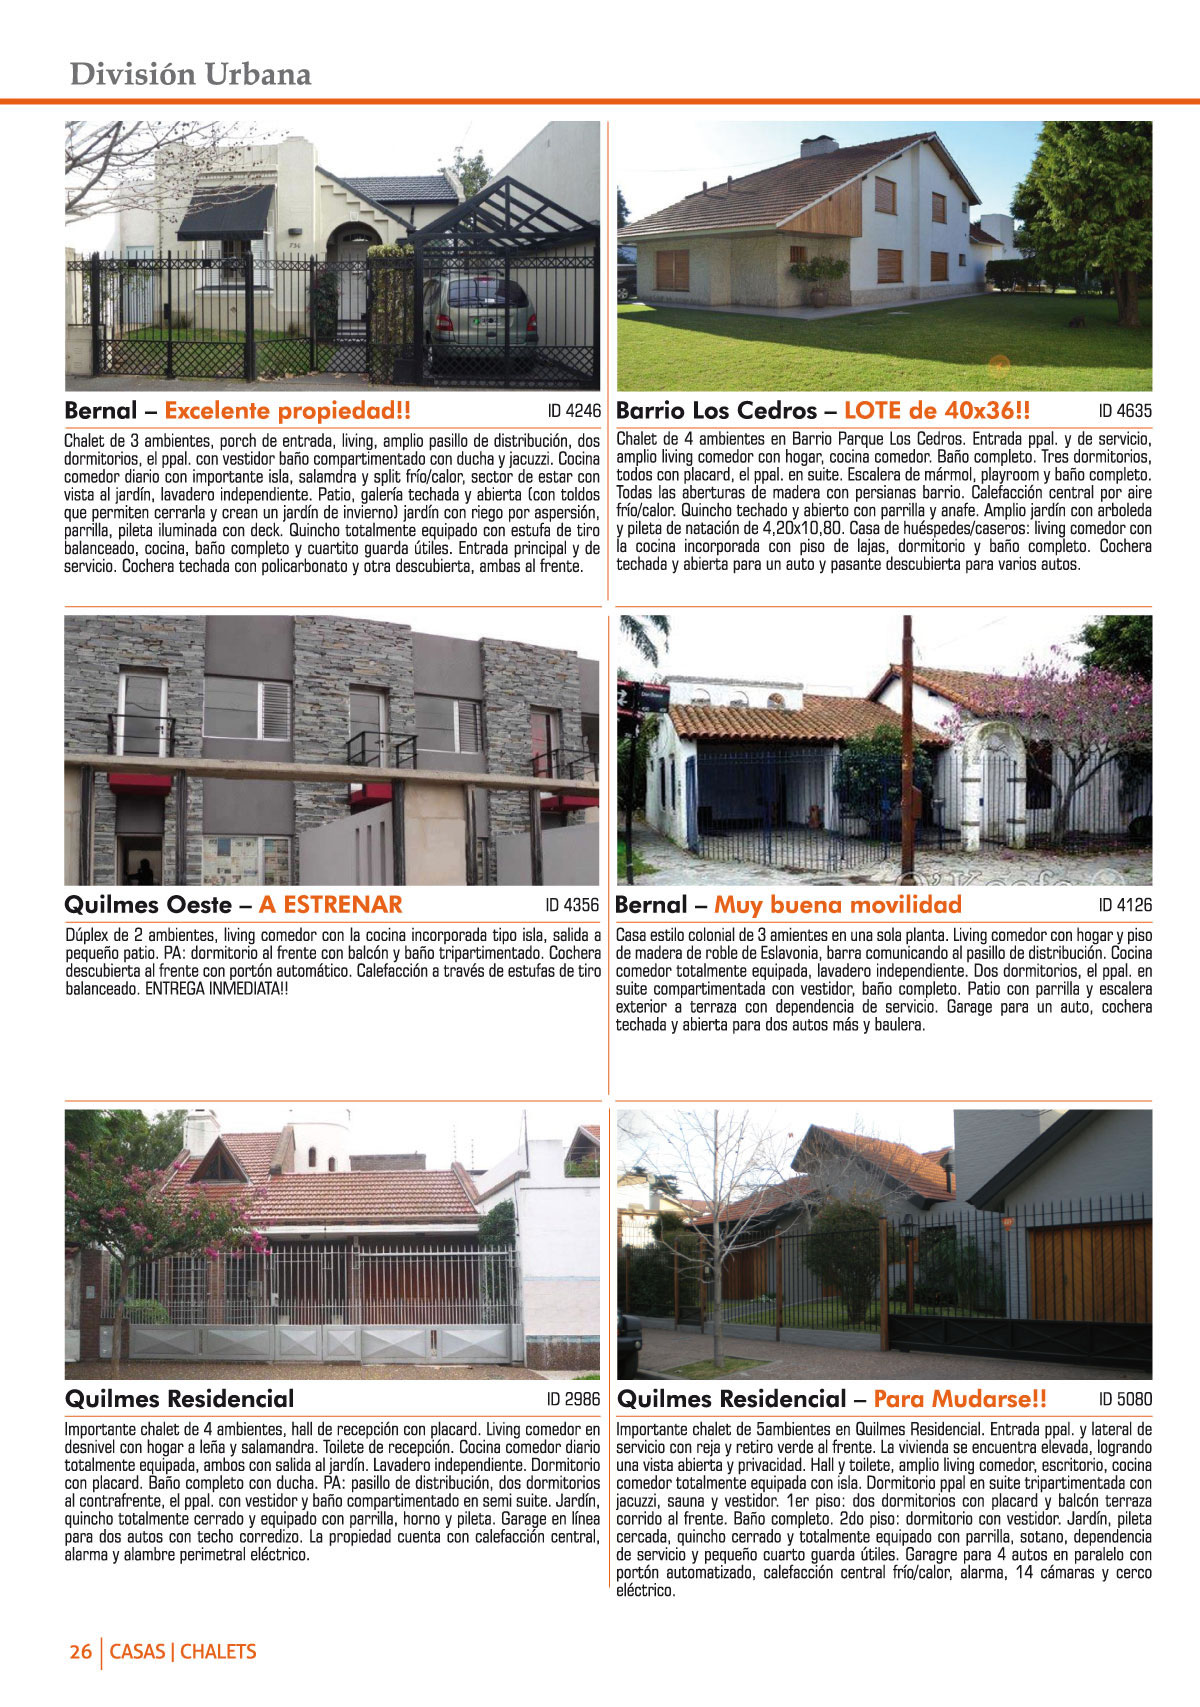 División Urbana
Bernal – Excelente propiedad!! ID 4246
Chalet de 3 ambientes, porch de entrada, living, amplio pasillo de distribución, dos
dormitorios, el ppal. con vestidor baño compartimentado con ducha y jacuzzi. Cocina
comedor diario con importante isla, salamdra y split frío/calor, sector de estar con
vista al jardín, lavadero independiente. Patio, galería techada y abierta (con toldos
que permiten cerrarla y crean un jardín de invierno) jardín con riego por aspersión,
parrilla, pileta iluminada con deck. Quincho totalmente equipado con estufa de tiro
balanceado, cocina, baño completo y cuartito guarda útiles. Entrada principal y de
servicio. Cochera techada con policarbonato y otra descubierta, ambas al frente.
Barrio Los Cedros – LOTE de 40x36!! ID 4635
Chalet de 4 ambientes en Barrio Parque Los Cedros. Entrada ppal. y de servicio,
amplio living comedor con hogar, cocina comedor. Baño completo. Tres dormitorios,
todos con placard, el ppal. en suite. Escalera de mármol, playroom y baño completo.
Todas las aberturas de madera con persianas barrio. Calefacción central por aire
frío/calor. Quincho techado y abierto con parrilla y anafe. Amplio jardín con arboleda
y pileta de natación de 4,20x10,80. Casa de huéspedes/caseros: living comedor con
la cocina incorporada con piso de lajas, dormitorio y baño completo. Cochera
techada y abierta para un auto y pasante descubierta para varios autos.
Quilmes Oeste – A ESTRENAR ID 4356
Dúplex de 2 ambientes, living comedor con la cocina incorporada tipo isla, salida a
pequeño patio. PA: dormitorio al frente con balcón y baño tripartimentado. Cochera
descubierta al frente con portón automático. Calefacción a través de estufas de tiro
balanceado. ENTREGA INMEDIATA!!
Bernal – Muy buena movilidad ID 4126
Casa estilo colonial de 3 amientes en una sola planta. Living comedor con hogar y piso
de madera de roble de Eslavonia, barra comunicando al pasillo de distribución. Cocina
comedor totalmente equipada, lavadero independiente. Dos dormitorios, el ppal. en
suite compartimentada con vestidor, baño completo. Patio con parrilla y escalera
exterior a terraza con dependencia de servicio. Garage para un auto, cochera
techada y abierta para dos autos más y baulera.
Quilmes Residencial ID 2986
Importante chalet de 4 ambientes, hall de recepción con placard. Living comedor en
desnivel con hogar a leña y salamandra. Toilete de recepción. Cocina comedor diario
totalmente equipada, ambos con salida al jardín. Lavadero independiente. Dormitorio
con placard. Baño completo con ducha. PA: pasillo de distribución, dos dormitorios
al contrafrente, el ppal. con vestidor y baño compartimentado en semi suite. Jardín,
quincho totalmente cerrado y equipado con parrilla, horno y pileta. Garage en línea
para dos autos con techo corredizo. La propiedad cuenta con calefacción central,
alarma y alambre perimetral eléctrico.
Quilmes Residencial – Para Mudarse!! ID 5080
Importante chalet de 5ambientes en Quilmes Residencial. Entrada ppal. y lateral de
servicio con reja y retiro verde al frente. La vivienda se encuentra elevada, logrando
una vista abierta y privacidad. Hall y toilete, amplio living comedor, escritorio, cocina
comedor totalmente equipada con isla. Dormitorio ppal en suite tripartimentada con
jacuzzi, sauna y vestidor. 1er piso: dos dormitorios con placard y balcón terraza
corrido al frente. Baño completo. 2do piso: dormitorio con vestidor. Jardín, pileta
cercada, quincho cerrado y totalmente equipado con parrilla, sotano, dependencia
de servicio y pequeño cuarto guarda útiles. Garagre para 4 autos en paralelo con
portón automatizado, calefacción central frío/calor, alarma, 14 cámaras y cerco
eléctrico.
26 | CASAS | CHALETS